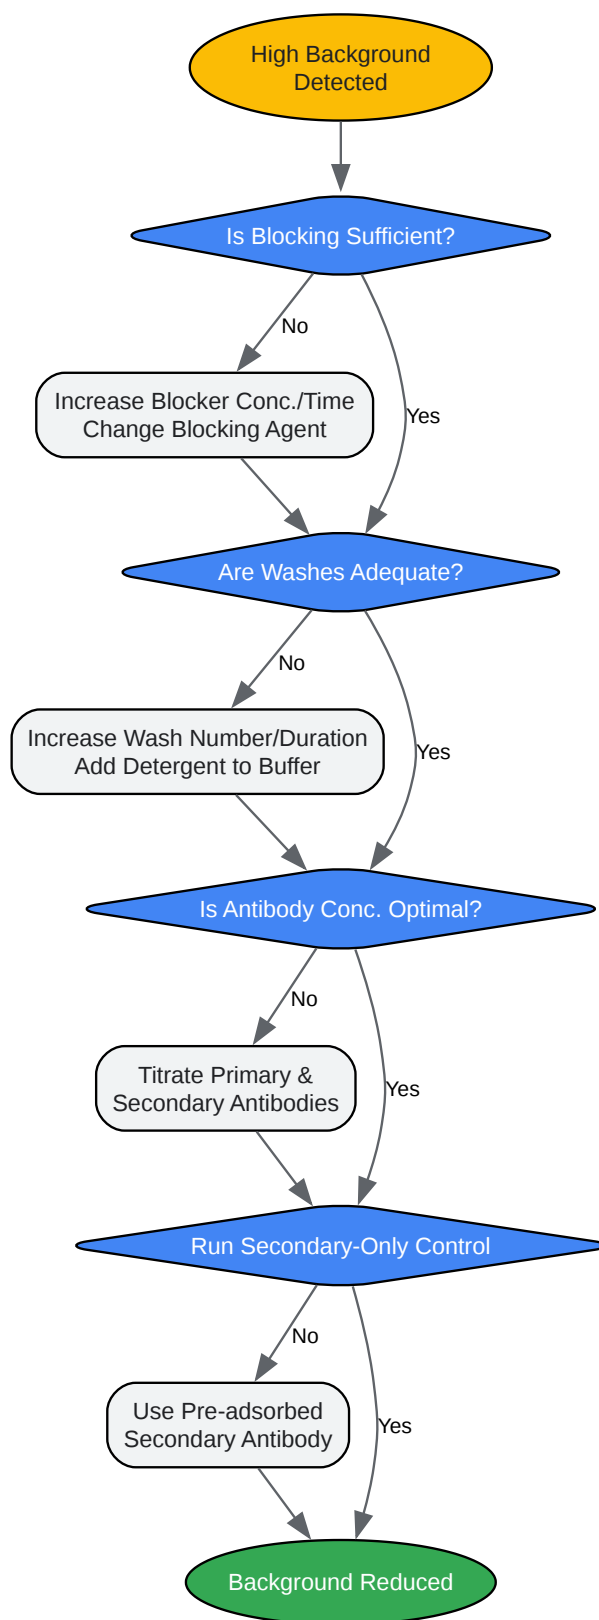 High Background
Detected
Is Blocking Sufficient?
No
Increase Blocker Conc./Time
Change Blocking Agent
Yes
Are Washes Adequate?
No
Increase Wash Number/Duration
Add Detergent to Buffer
Yes
Is Antibody Conc. Optimal?
No
Titrate Primary &
Secondary Antibodies
Yes
Run Secondary-Only Control
No
Use Pre-adsorbed
Secondary Antibody
Yes
Background Reduced